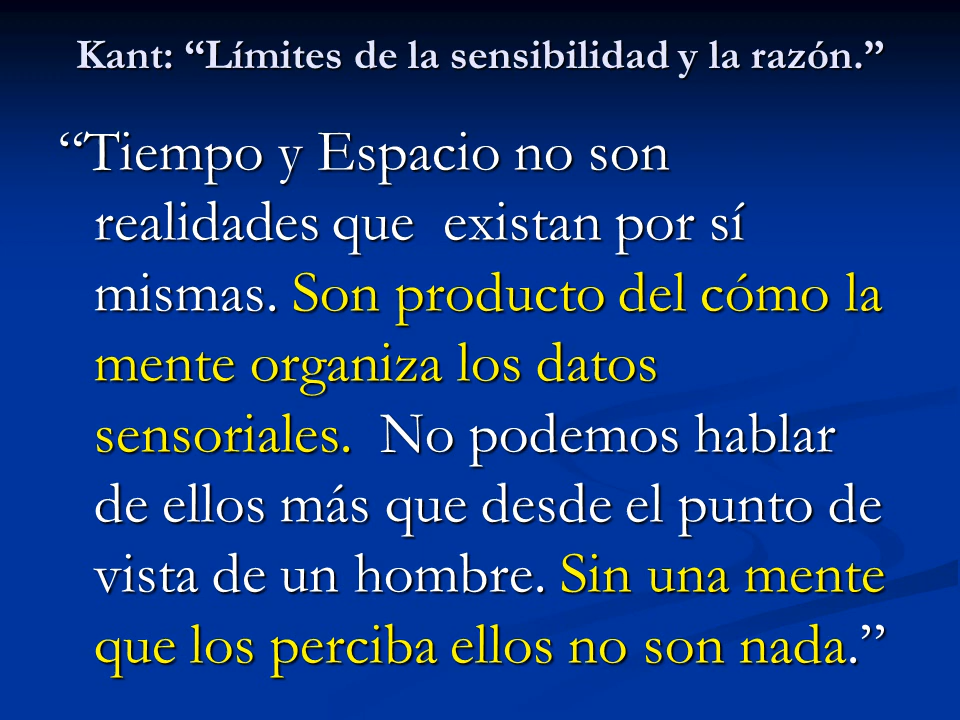 Kant: “Límites de la sensibilidad y la razón.”
“Tiempo y Espacio no son
realidades que existan por sí
mismas. Son producto del cómo la
mente organiza los datos
sensoriales. No podemos hablar
de ellos más que desde el punto de
vista de un hombre. Sin una mente
que los perciba ellos no son nada.”